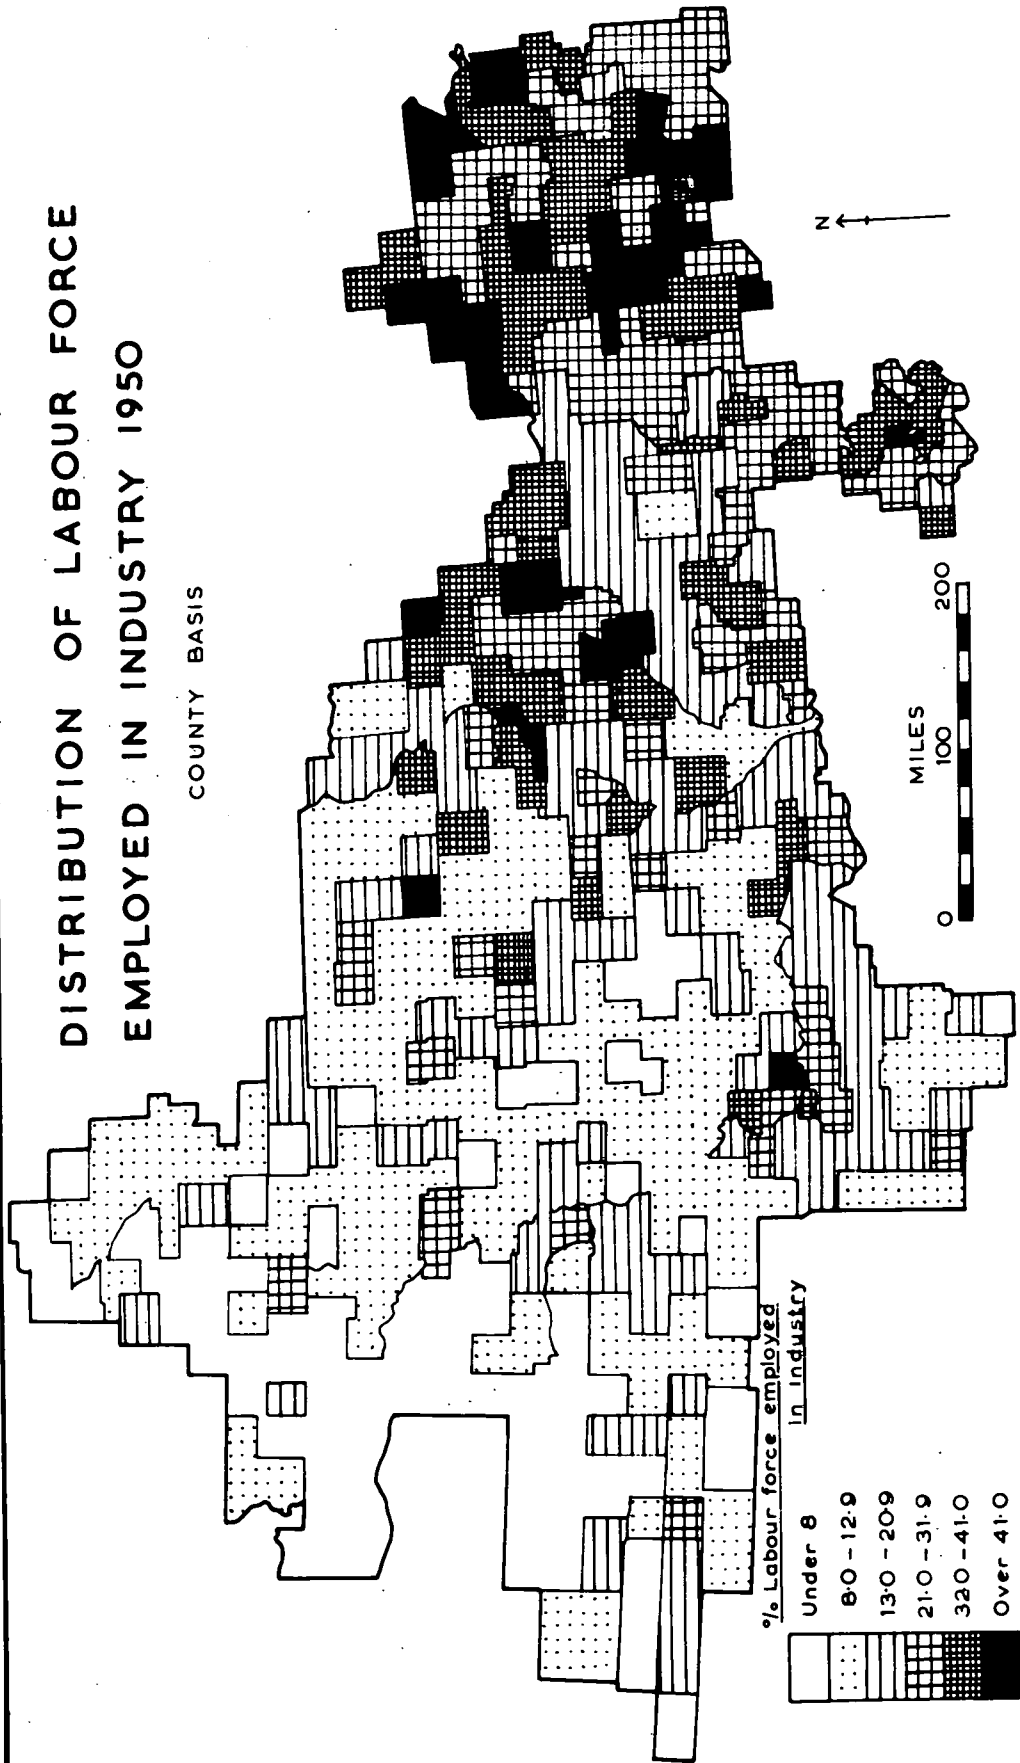 DISTRIBUTION OF LABOUR FORCE
EMPLOYED IN INDUSTRY 1950
COUNTY BASIS
N
MILES
0 100 200
% Labour force employed
in industry
Under 8
8·0-12·9
13·0-20·9
21·0-31·9
32·0-41·0
Over 41·0